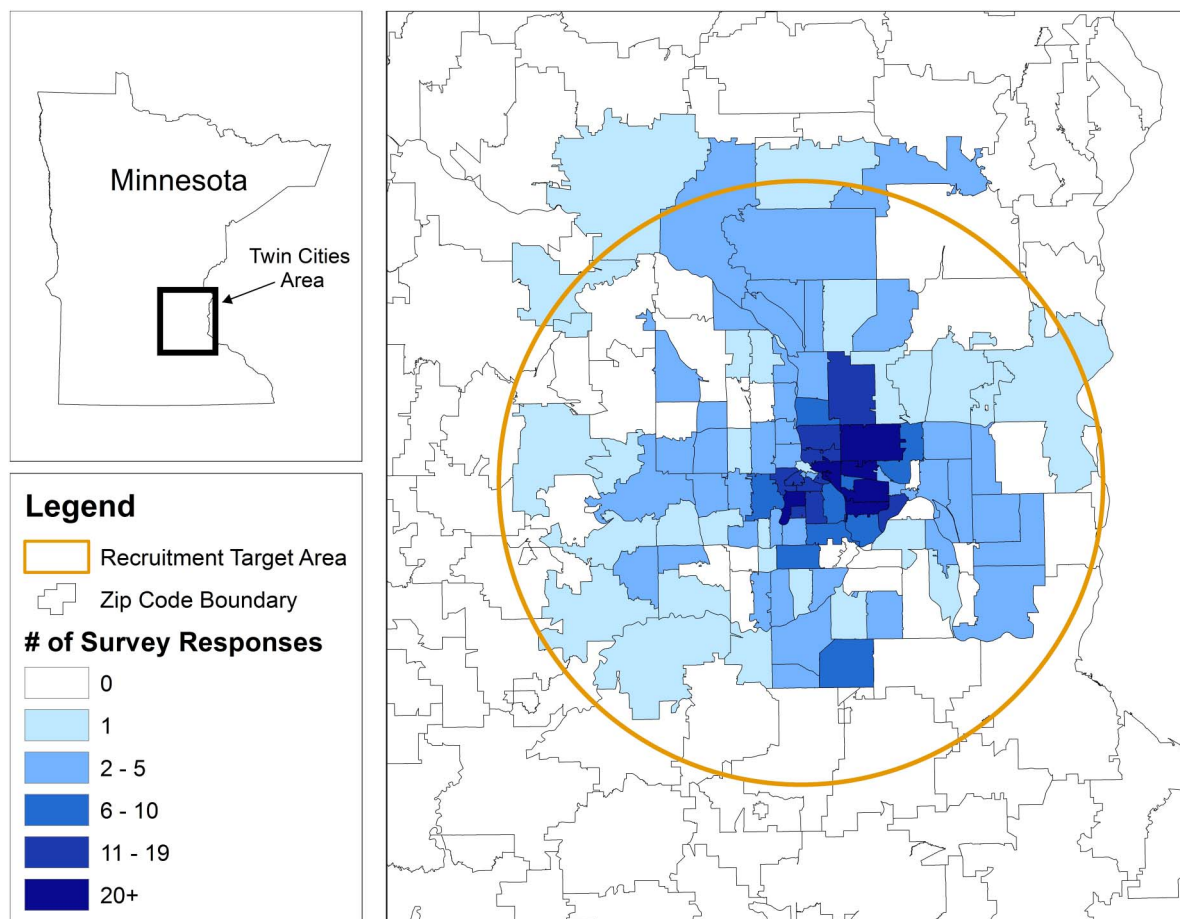 Minnesota
Twin Cities
Area
Legend
Recruitment Target Area
Zip Code Boundary
# of Survey Responses
0
1
2 - 5
6 - 10
11 - 19
20+